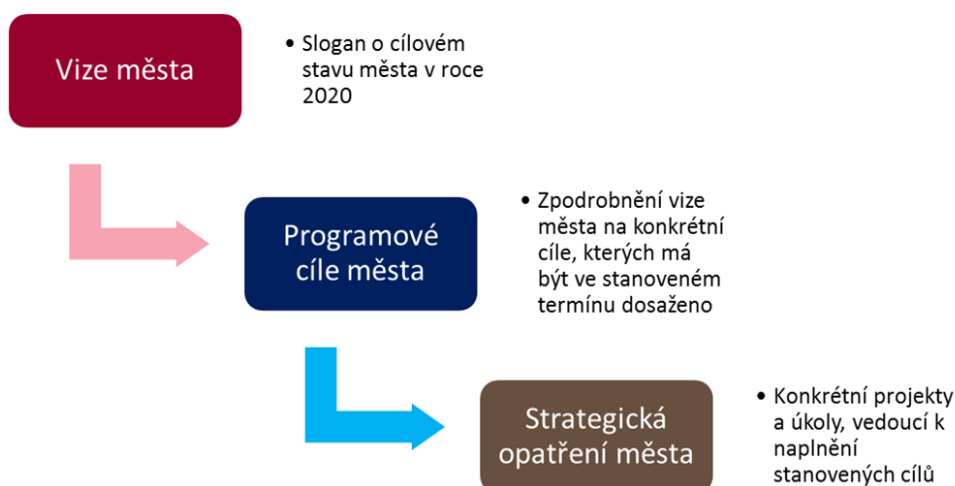 Vize města
• Slogan o cílovém
stavu města v roce
2020
Programové
cíle města
• Zpodrobnění vize
města na konkrétní
cíle, kterých má
být ve stanoveném
termínu dosaženo
Strategická
opatření města
• Konkrétní projekty
a úkoly, vedoucí k
naplnění
stanovených cílů